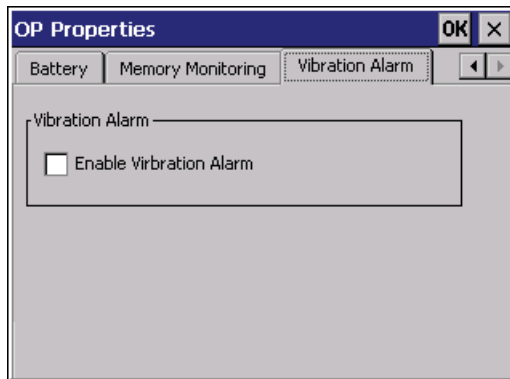 OP Properties OK ×
Battery Memory Monitoring Vibration Alarm
Vibration Alarm
Enable Virbration Alarm